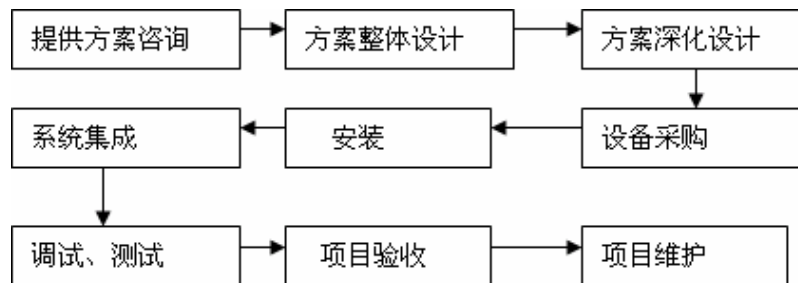 提供方案咨询
方案整体设计
方案深化设计
设备采购
安装
系统集成
调试、测试
项目验收
项目维护